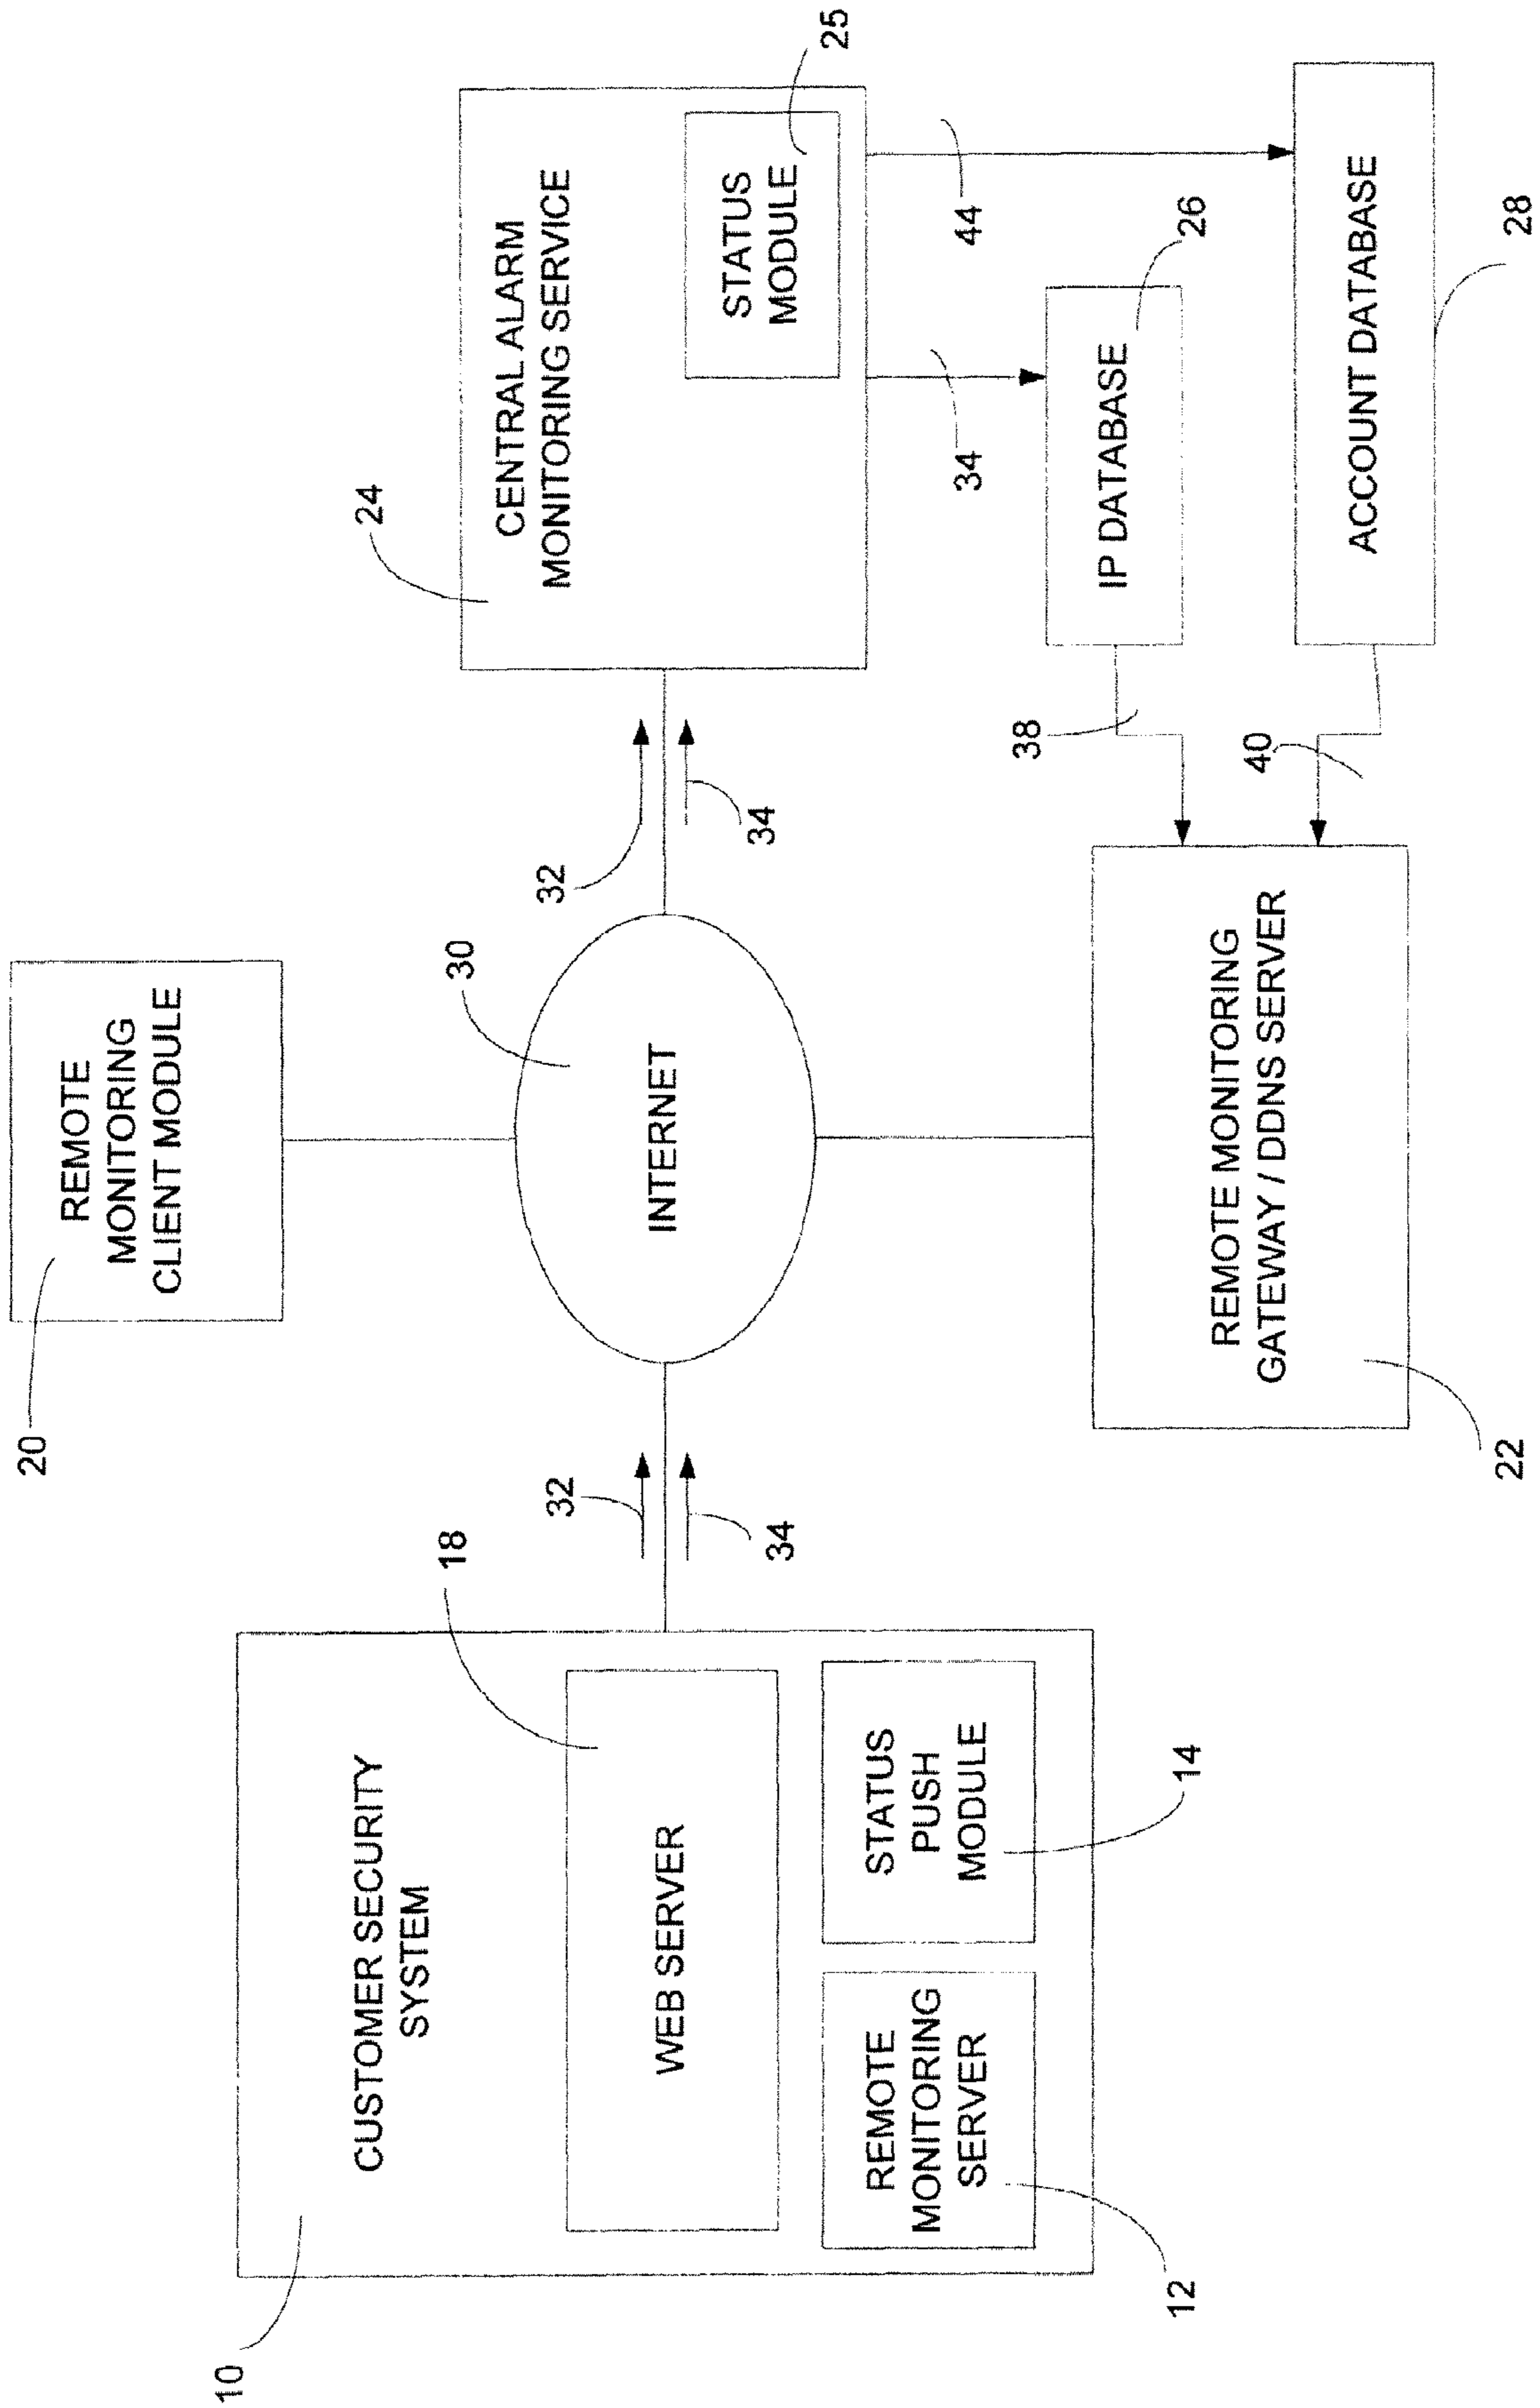 10
CUSTOMER SECURITY
SYSTEM
18
WEB SERVER
REMOTE
MONITORING
SERVER
12
STATUS
PUSH
MODULE
14
32
34
20
REMOTE
MONITORING
CLIENT MODULE
30
INTERNET
REMOTE MONITORING
GATEWAY / DDNS SERVER
22
32
34
24
CENTRAL ALARM
MONITORING SERVICE
STATUS
MODULE
25
34
44
IP DATABASE
26
38
40
ACCOUNT DATABASE
28